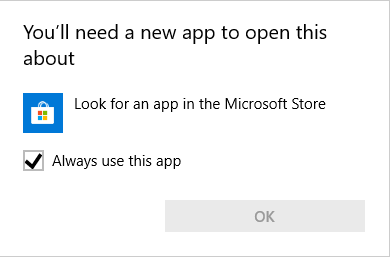 You'll need a new app to open this
about
Look for an app in the Microsoft Store
Always use this app
OK